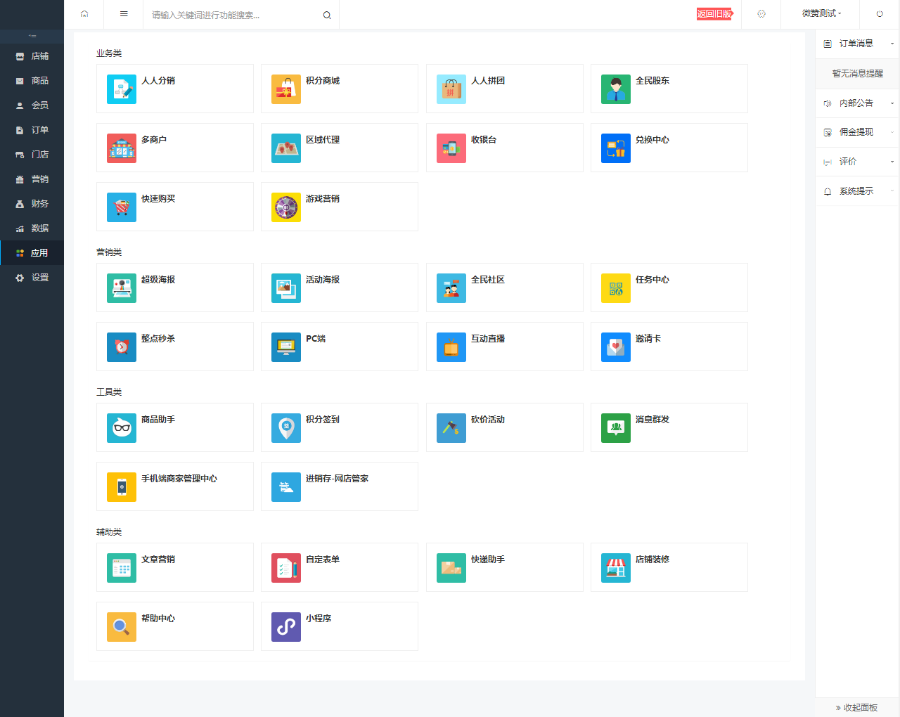 请输入关键词进行功能搜索...
返回旧版
微赞测试
店铺
商品
会员
订单
门店
营销
财务
数据
应用
设置
业务类
人人分销
积分商城
人人拼团
全民股东
多商户
区域代理
收银台
兑换中心
快速购买
游戏营销
营销类
超级海报
活动海报
全民社区
任务中心
整点秒杀
PC端
互动直播
邀请卡
工具类
商品助手
积分签到
砍价活动
消息群发
手机端商家管理中心
进销存-网店管家
辅助类
文章营销
自定表单
快递助手
店铺装修
帮助中心
小程序
订单消息
暂无消息提醒
内部公告
佣金提现
评价
系统提示
» 收起面板